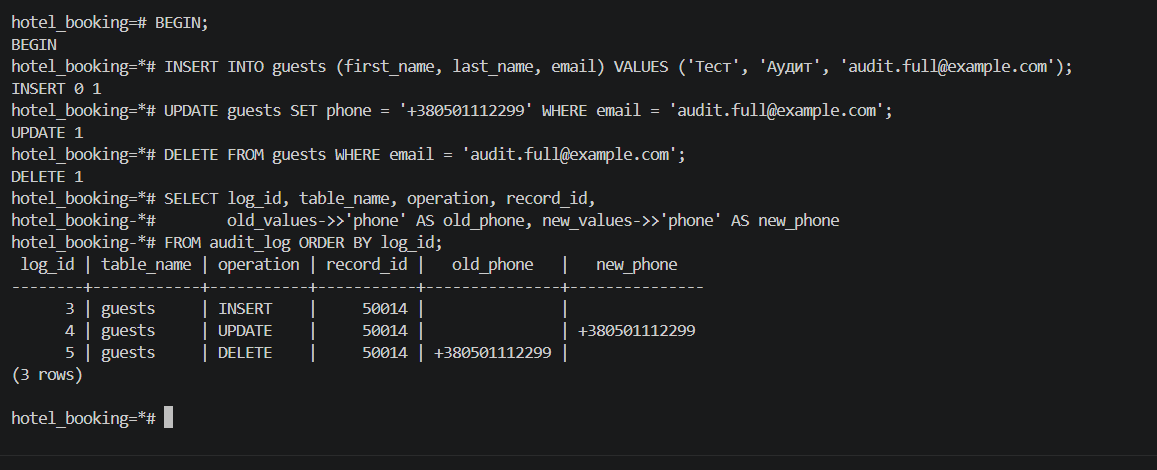 hotel_booking=# BEGIN;
BEGIN
hotel_booking=*# INSERT INTO guests (first_name, last_name, email) VALUES ('Тест', 'Аудит', 'audit.full@example.com');
INSERT 0 1
hotel_booking=*# UPDATE guests SET phone = '+380501112299' WHERE email = 'audit.full@example.com';
UPDATE 1
hotel_booking=*# DELETE FROM guests WHERE email = 'audit.full@example.com';
DELETE 1
hotel_booking=*# SELECT log_id, table_name, operation, record_id,
hotel_booking-*#        old_values->>'phone' AS old_phone, new_values->>'phone' AS new_phone
hotel_booking-*# FROM audit_log ORDER BY log_id;
 log_id | table_name | operation | record_id |   old_phone   |   new_phone
--------+------------+-----------+-----------+---------------+---------------
      3 | guests     | INSERT    |     50014 |               |
      4 | guests     | UPDATE    |     50014 |               | +380501112299
      5 | guests     | DELETE    |     50014 | +380501112299 |
(3 rows)
hotel_booking=*#